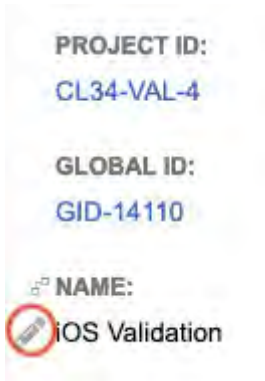 PROJECT ID:
CL34-VAL-4
GLOBAL ID:
GID-14110
NAME:
iOS Validation